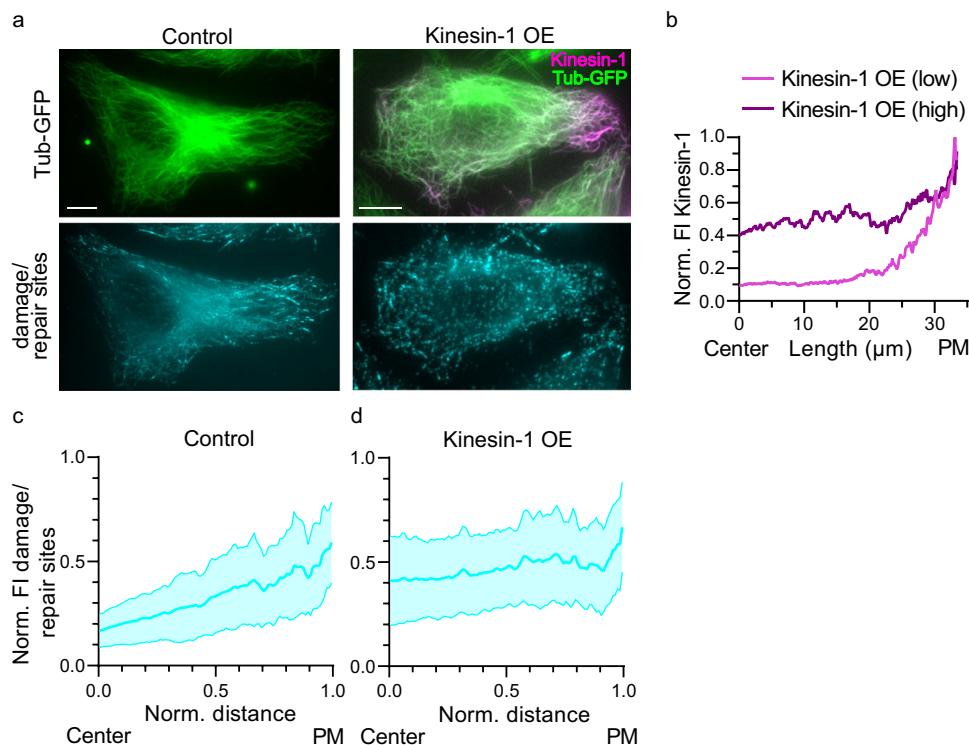 a
Control
Kinesin-1 OE
Tub-GFP
Kinesin-1
Tub-GFP
damage/
repair sites
b
Kinesin-1 OE (low)
Kinesin-1 OE (high)
Norm. FI Kinesin-1
1.0
0.8
0.6
0.4
0.2
0.0
0 10 20 30
Center Length (µm) PM
c
Control
Norm. FI damage/
repair sites
1.0
0.5
0.0
0.0 0.5 1.0
Norm. distance
Center PM
d
Kinesin-1 OE
1.0
0.5
0.0
0.0 0.5 1.0
Norm. distance
Center PM